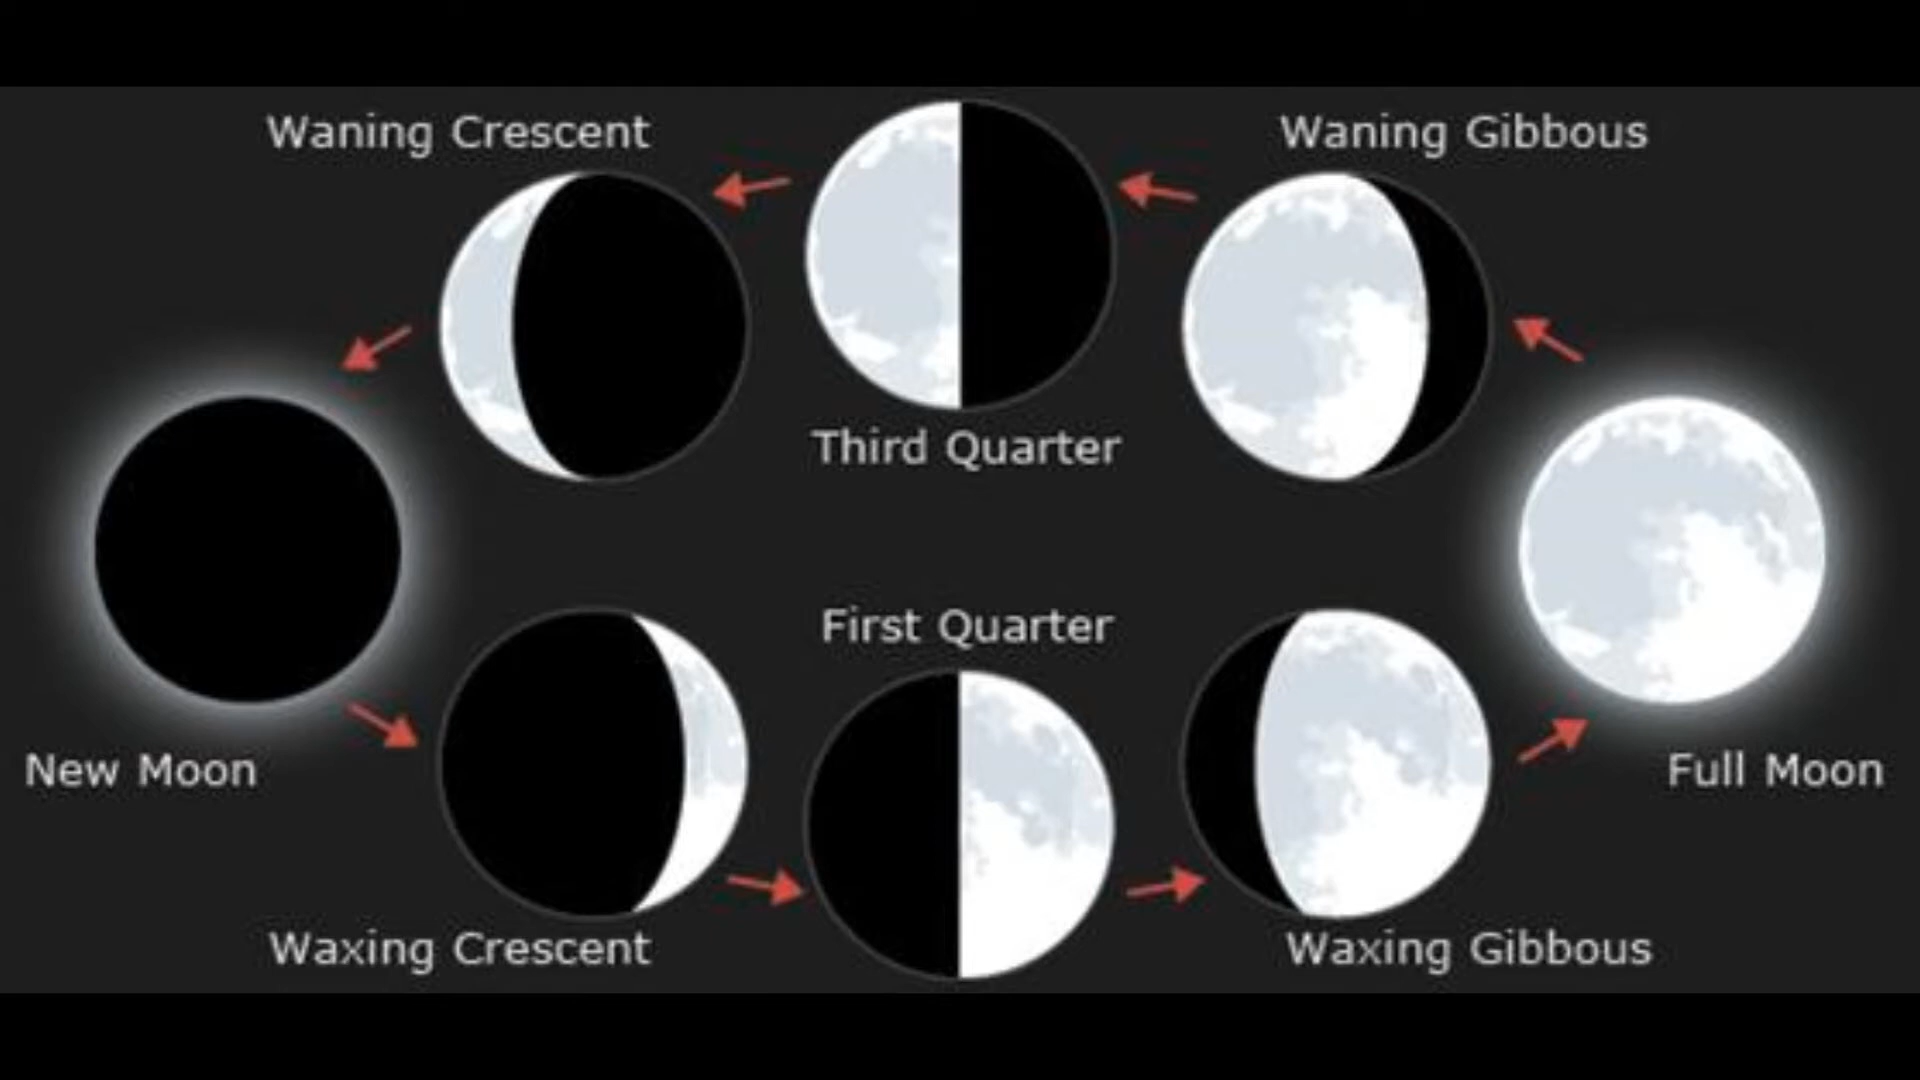 Waning Crescent
Waning Gibbous
Third Quarter
First Quarter
New Moon
Full Moon
Waxing Crescent
Waxing Gibbous